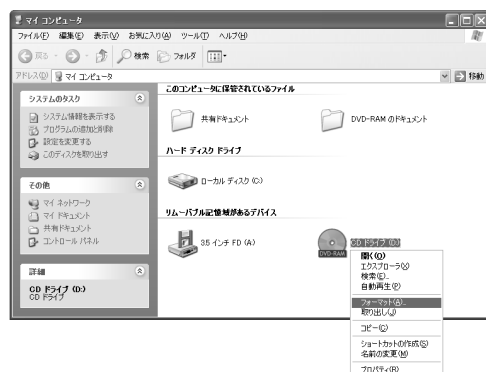 マイ コンピュータ
ファイル(F) 編集(E) 表示(V) お気に入り(A) ツール(T) ヘルプ(H)
戻る 検索 フォルダ
アドレス(D) マイ コンピュータ 移動
システムのタスク
システム情報を表示する
プログラムの追加と削除
設定を変更する
このディスクを取り出す
その他
マイ ネットワーク
マイ ドキュメント
共有ドキュメント
コントロール パネル
詳細
CD ドライブ (D:)
CD ドライブ
このコンピュータに保管されているファイル
共有ドキュメント
DVD-RAM のドキュメント
ハード ディスク ドライブ
ローカル ディスク (C:)
リムーバブル記憶域があるデバイス
3.5 インチ FD (A:)
DVD-RAM
CD ドライブ (D:)
開く(O)
エクスプローラ(X)
検索(E)...
自動再生(P)
フォーマット(A)...
取り出し(J)
コピー(C)
ショートカットの作成(S)
名前の変更(M)
プロパティ(R)